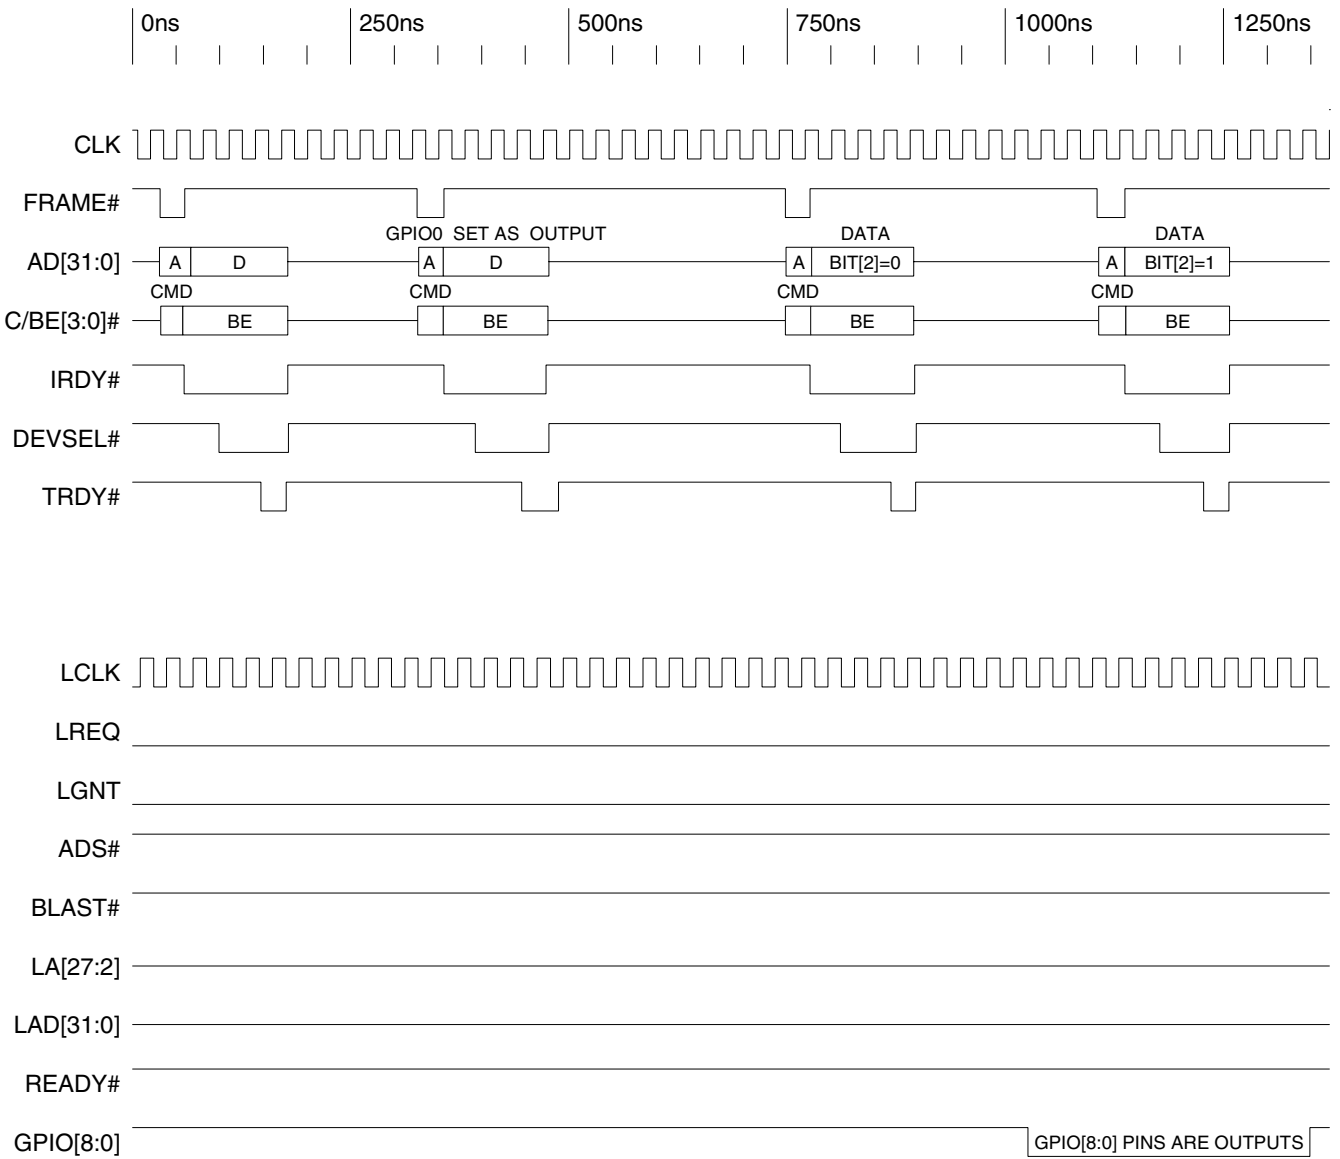 0ns 250ns 500ns 750ns 1000ns 1250ns
CLK
FRAME#
GPIO0 SET AS OUTPUT DATA DATA
AD[31:0] A D A D A BIT[2]=0 A BIT[2]=1
CMD CMD CMD CMD
C/BE[3:0]# BE BE BE BE
IRDY#
DEVSEL#
TRDY#
LCLK
LREQ
LGNT
ADS#
BLAST#
LA[27:2]
LAD[31:0]
READY#
GPIO[8:0] GPIO[8:0] PINS ARE OUTPUTS